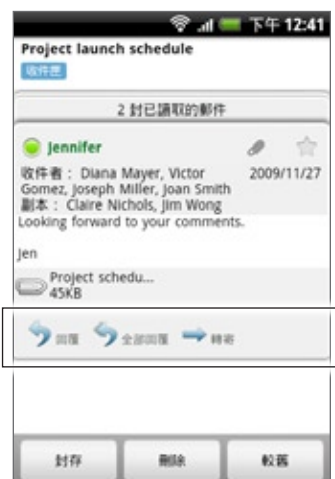 下午 12:41
Project launch schedule
收件匣
2 封已讀取的郵件
Jennifer
收件者： Diana Mayer, Victor Gomez, Joseph Miller, Joan Smith
2009/11/27
副本： Claire Nichols, Jim Wong
Looking forward to your comments.
Jen
Project schedu...
45KB
回覆 全部回覆 轉寄
封存 刪除 較舊